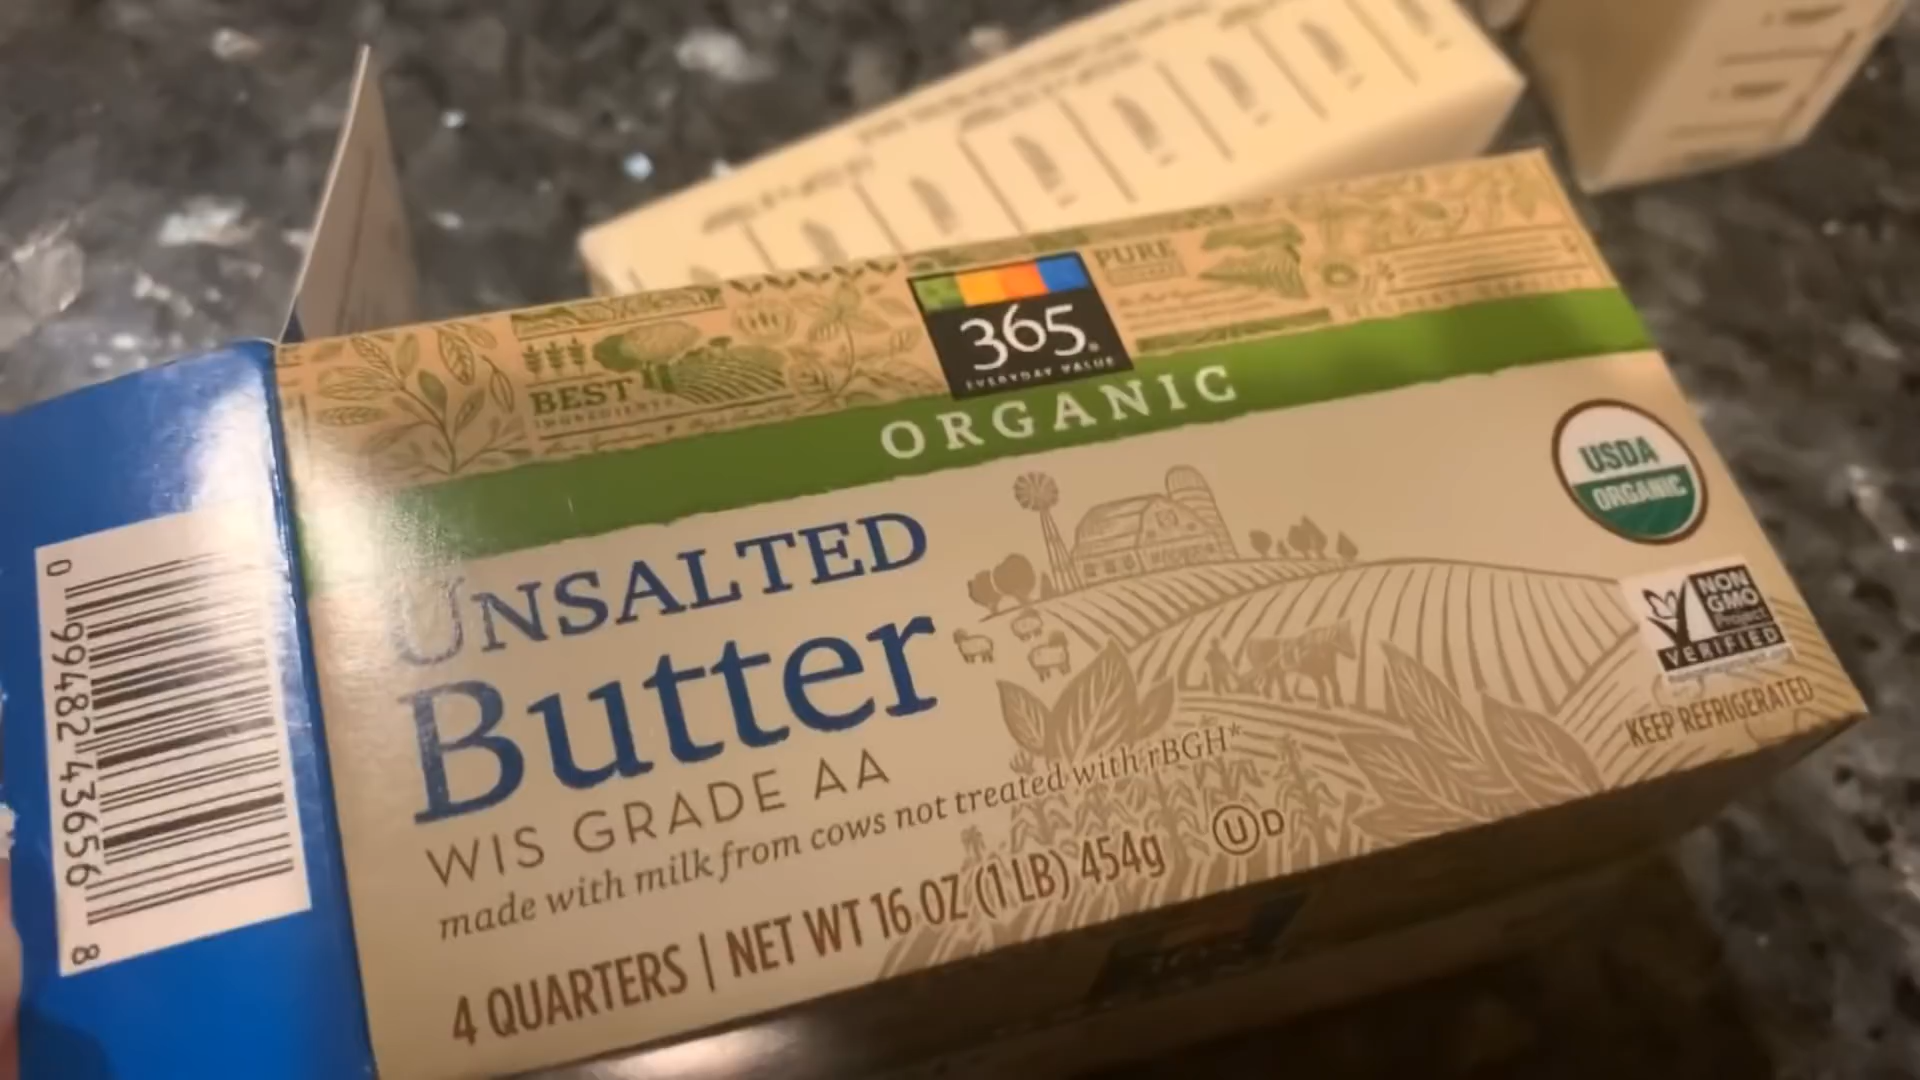 PURE
BEST
INGREDIENTS
365®
EVERYDAY VALUE
ORGANIC
USDA
ORGANIC
UNSALTED
Butter
NON
GMO
Project
VERIFIED
KEEP REFRIGERATED
WIS GRADE AA
made with milk from cows not treated with rBGH*
4 QUARTERS | NET WT 16 OZ (1 LB) 454g
U D
0 99482 43656 8